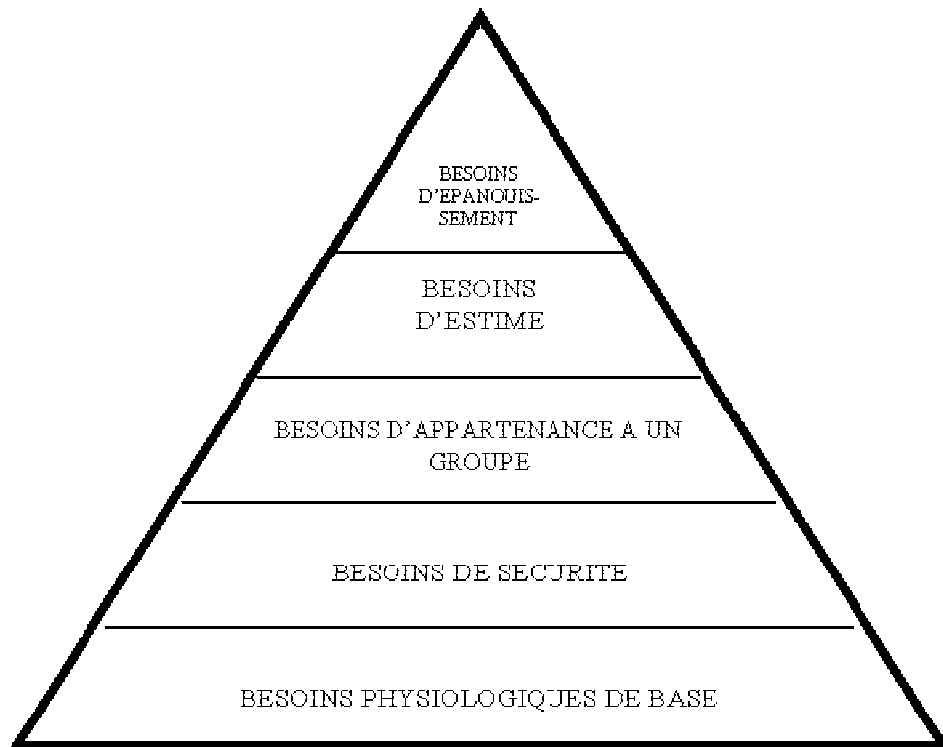 BESOINS
D'EPANOUIS-
SEMENT
BESOINS
D'ESTIME
BESOINS D'APPARTENANCE A UN
GROUPE
BESOINS DE SECURITE
BESOINS PHYSIOLOGIQUES DE BASE